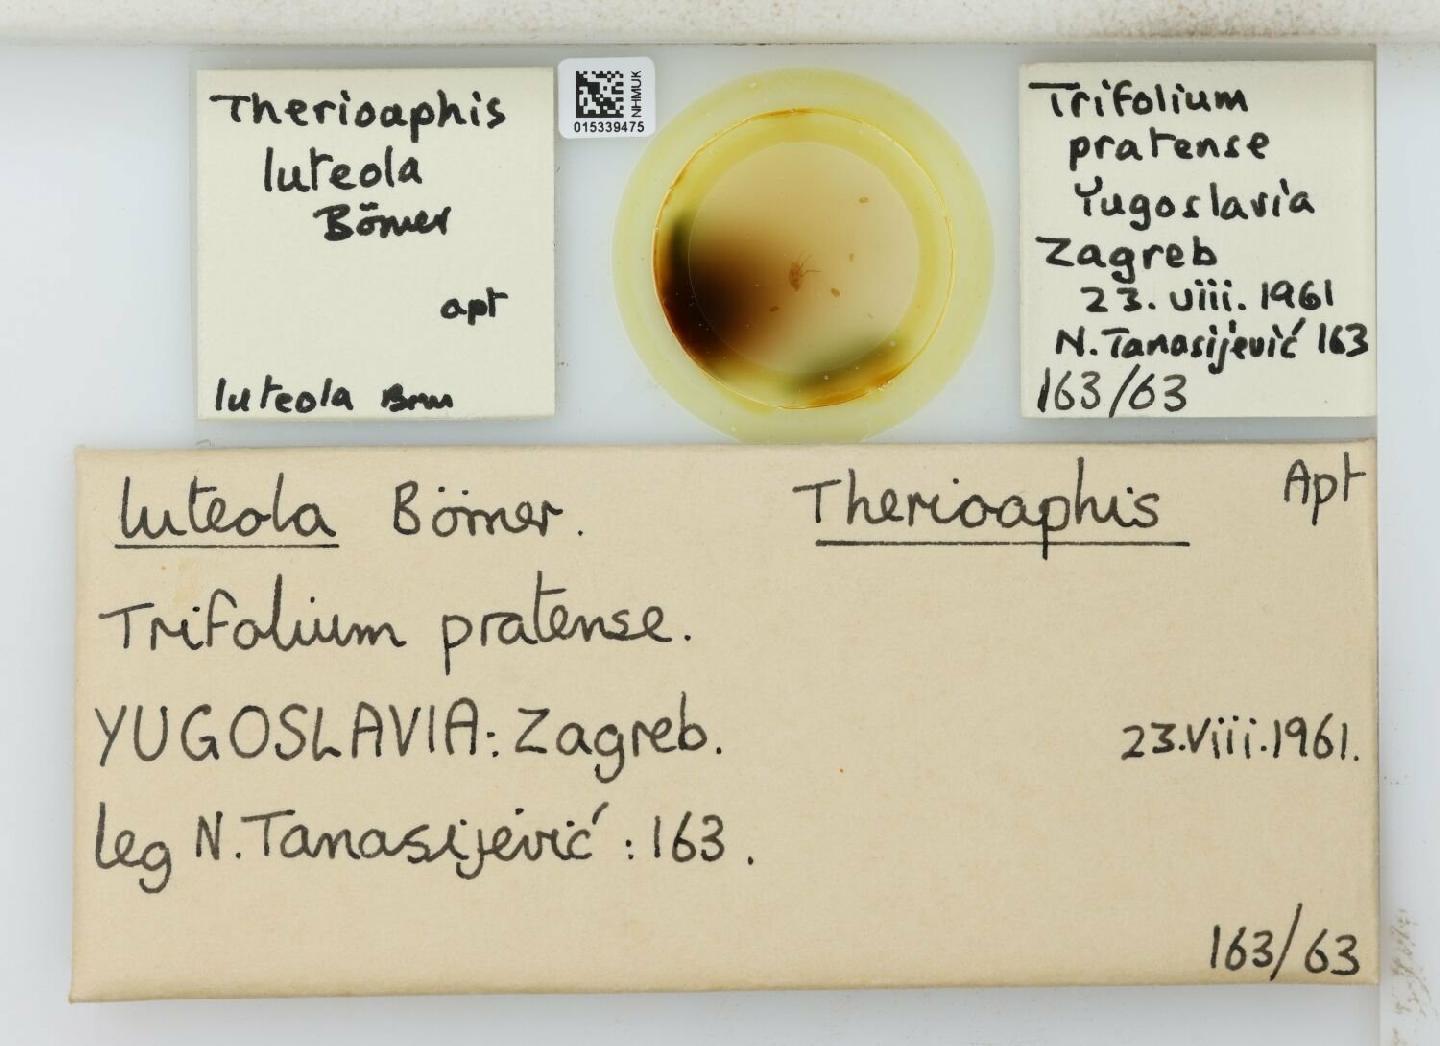 Therioaphis
luteola
Börner
apt
luteola Brnn
NHMUK
015339475
Trifolium
pratense
Yugoslavia
Zagreb
23.viii.1961
N.Tanasijević 163
163/63
luteola Börner. Therioaphis Apt
Trifolium pratense.
YUGOSLAVIA: Zagreb. 23.viii.1961.
leg N.Tanasijević : 163.
163/63